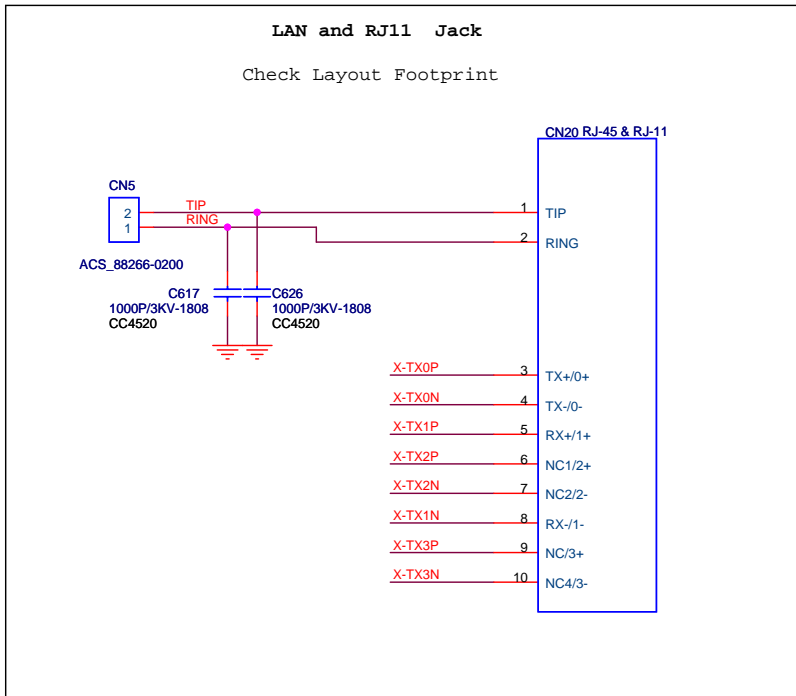 LAN and RJ11 Jack
Check Layout Footprint
CN20 RJ-45 & RJ-11
CN5
2
1
TIP
RING
ACS_88266-0200
1
TIP
2
RING
C617
1000P/3KV-1808
CC4520
C626
1000P/3KV-1808
CC4520
X-TX0P
3
TX+/0+
X-TX0N
4
TX-/0-
X-TX1P
5
RX+/1+
X-TX2P
6
NC1/2+
X-TX2N
7
NC2/2-
X-TX1N
8
RX-/1-
X-TX3P
9
NC/3+
X-TX3N
10
NC4/3-